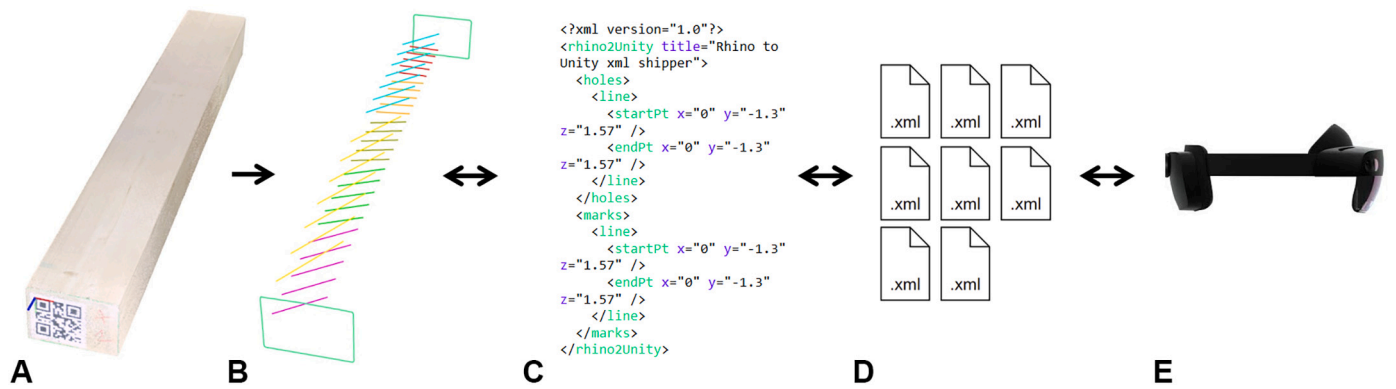 <?xml version="1.0"?>
<rhino2Unity title="Rhino to
Unity xml shipper">
<holes>
<line>
<startPt x="0" y="-1.3"
z="1.57" />
<endPt x="0" y="-1.3"
z="1.57" />
</line>
</holes>
<marks>
<line>
<startPt x="0" y="-1.3"
z="1.57" />
<endPt x="0" y="-1.3"
z="1.57" />
</line>
</marks>
</rhino2Unity>
.xml .xml .xml
.xml .xml .xml
.xml .xml
A B C D E